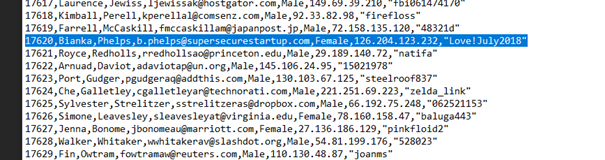 17617,Laurence,Jewiss,ljewissak@hostgator.com,Male,149.69.39.210,"fbi061474170"
17618,Kimball,Perell,kperellal@comsenz.com,Male,92.33.82.98,"firefloss"
17619,Farrell,McCaskill,fmccaskillam@japanpost.jp,Male,72.158.135.120,"48321d"
17620,Bianka,Phelps,b.phelps@supersecurestartup.com,Female,126.204.123.232,"Love!July2018"
17621,Royce,Redholls,rredhollsao@princeton.edu,Male,29.189.140.72,"natifa"
17622,Arnuad,Daviot,adaviotap@un.org,Male,145.106.24.95,"15021978"
17623,Port,Gudger,pgudgeraq@addthis.com,Male,130.103.67.125,"steelroof837"
17624,Che,Galletley,cgalletleyar@technorati.com,Male,221.251.69.223,"zelda_link"
17625,Sylvester,Strelitzer,sstrelitzeras@dropbox.com,Male,66.192.75.248,"062521153"
17626,Simone,Leavesley,sleavesleyat@virginia.edu,Female,78.160.158.47,"baluga443"
17627,Jenna,Bonome,jbonomeau@marriott.com,Female,27.136.186.129,"pinkfloid2"
17628,Walker,Whitaker,wwhitakerav@slashdot.org,Male,54.81.199.176,"528023"
17629,Fin,Owtram,fowtramaw@reuters.com,Male,110.130.48.87,"joanms"